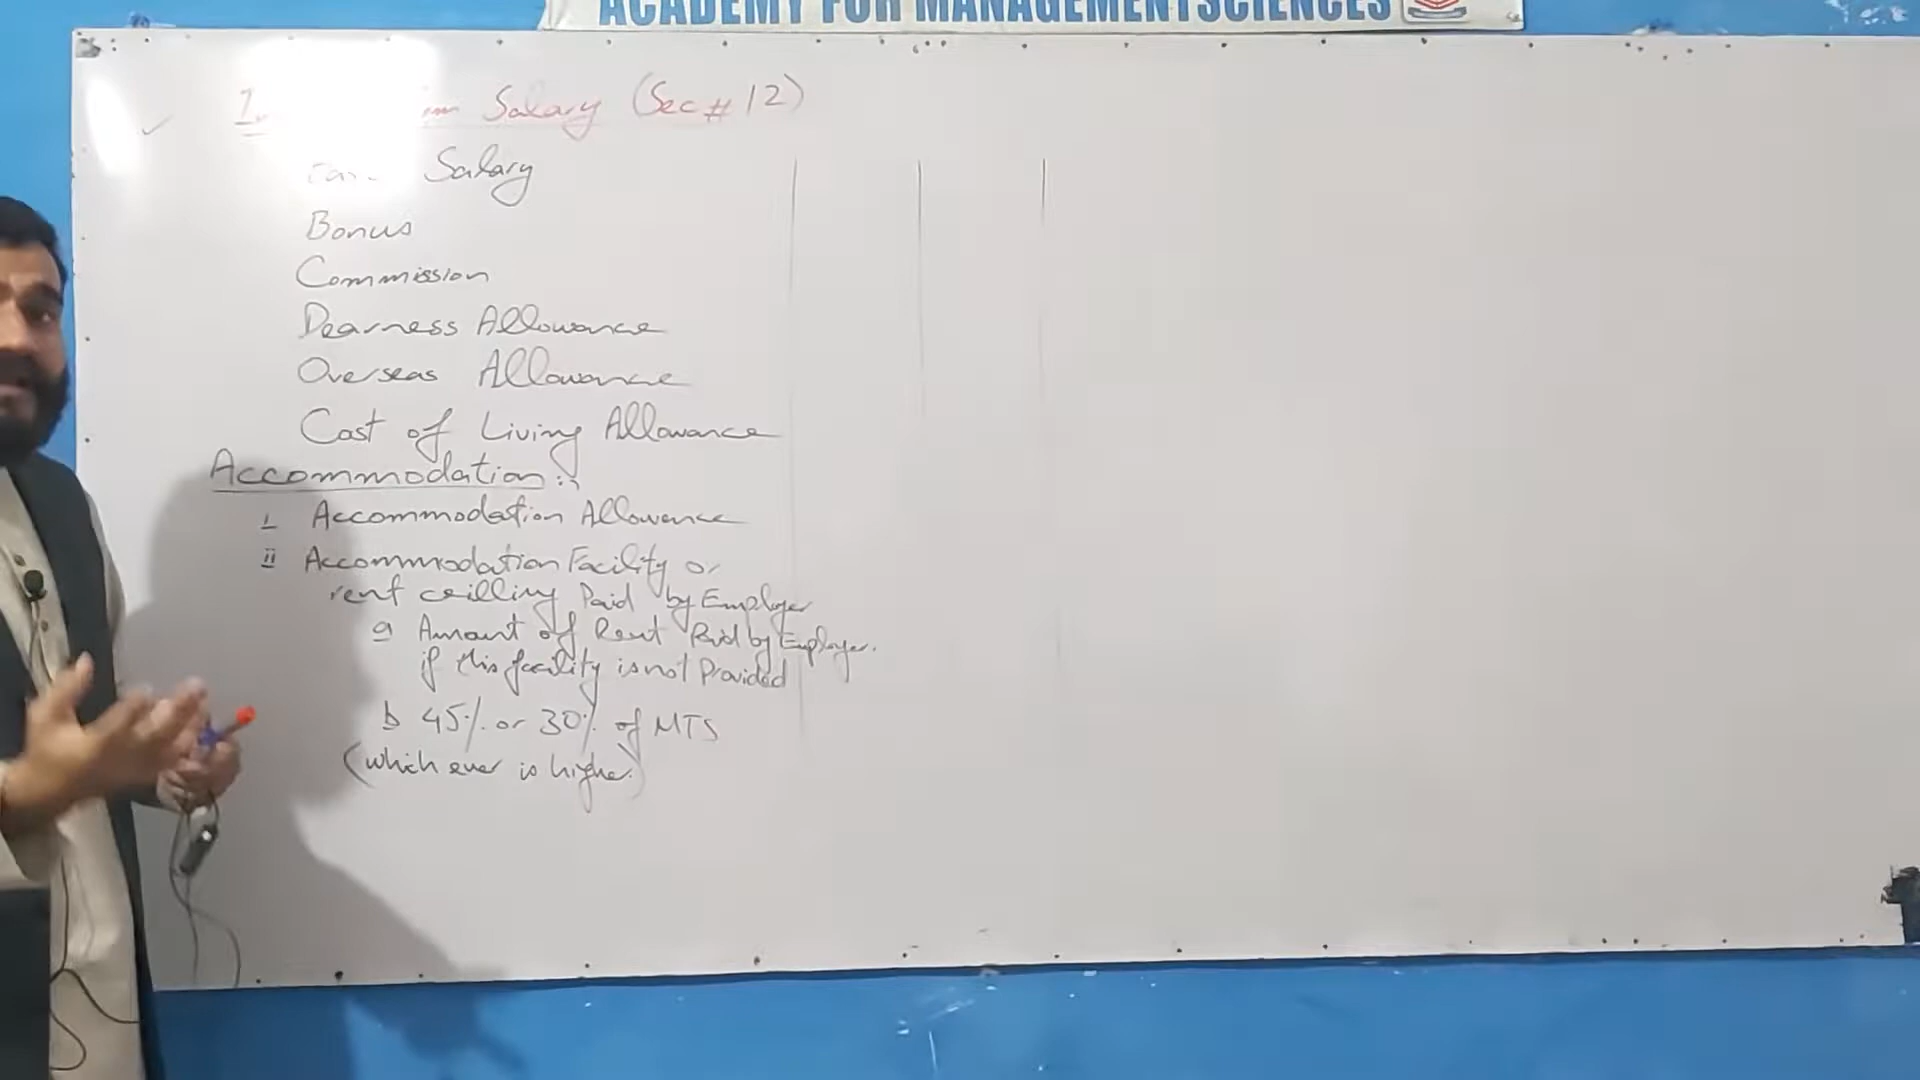 ACADEMY FOR MANAGEMENTSCIENCES
Salary (Sec # 12)
Salary
Bonus
Commission
Dearness Allowance
Overseas Allowance
Cost of Living Allowance
Accommodation :-
i Accommodation Allowance
ii Accommodation Facility or
rent ceilling Paid by Employer
a Amount of Rent Paid by Employer.
if this facility is not Provided
b 45% or 30% of MTS
(which ever is higher)